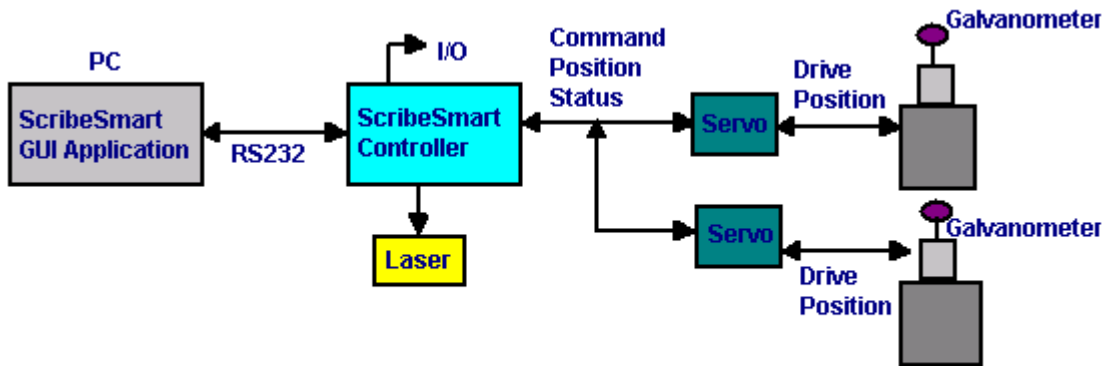 PC
ScribeSmart
GUI Application
RS232
I/O
ScribeSmart
Controller
Laser
Command
Position
Status
Servo
Drive
Position
Galvanometer
Servo
Drive
Position
Galvanometer